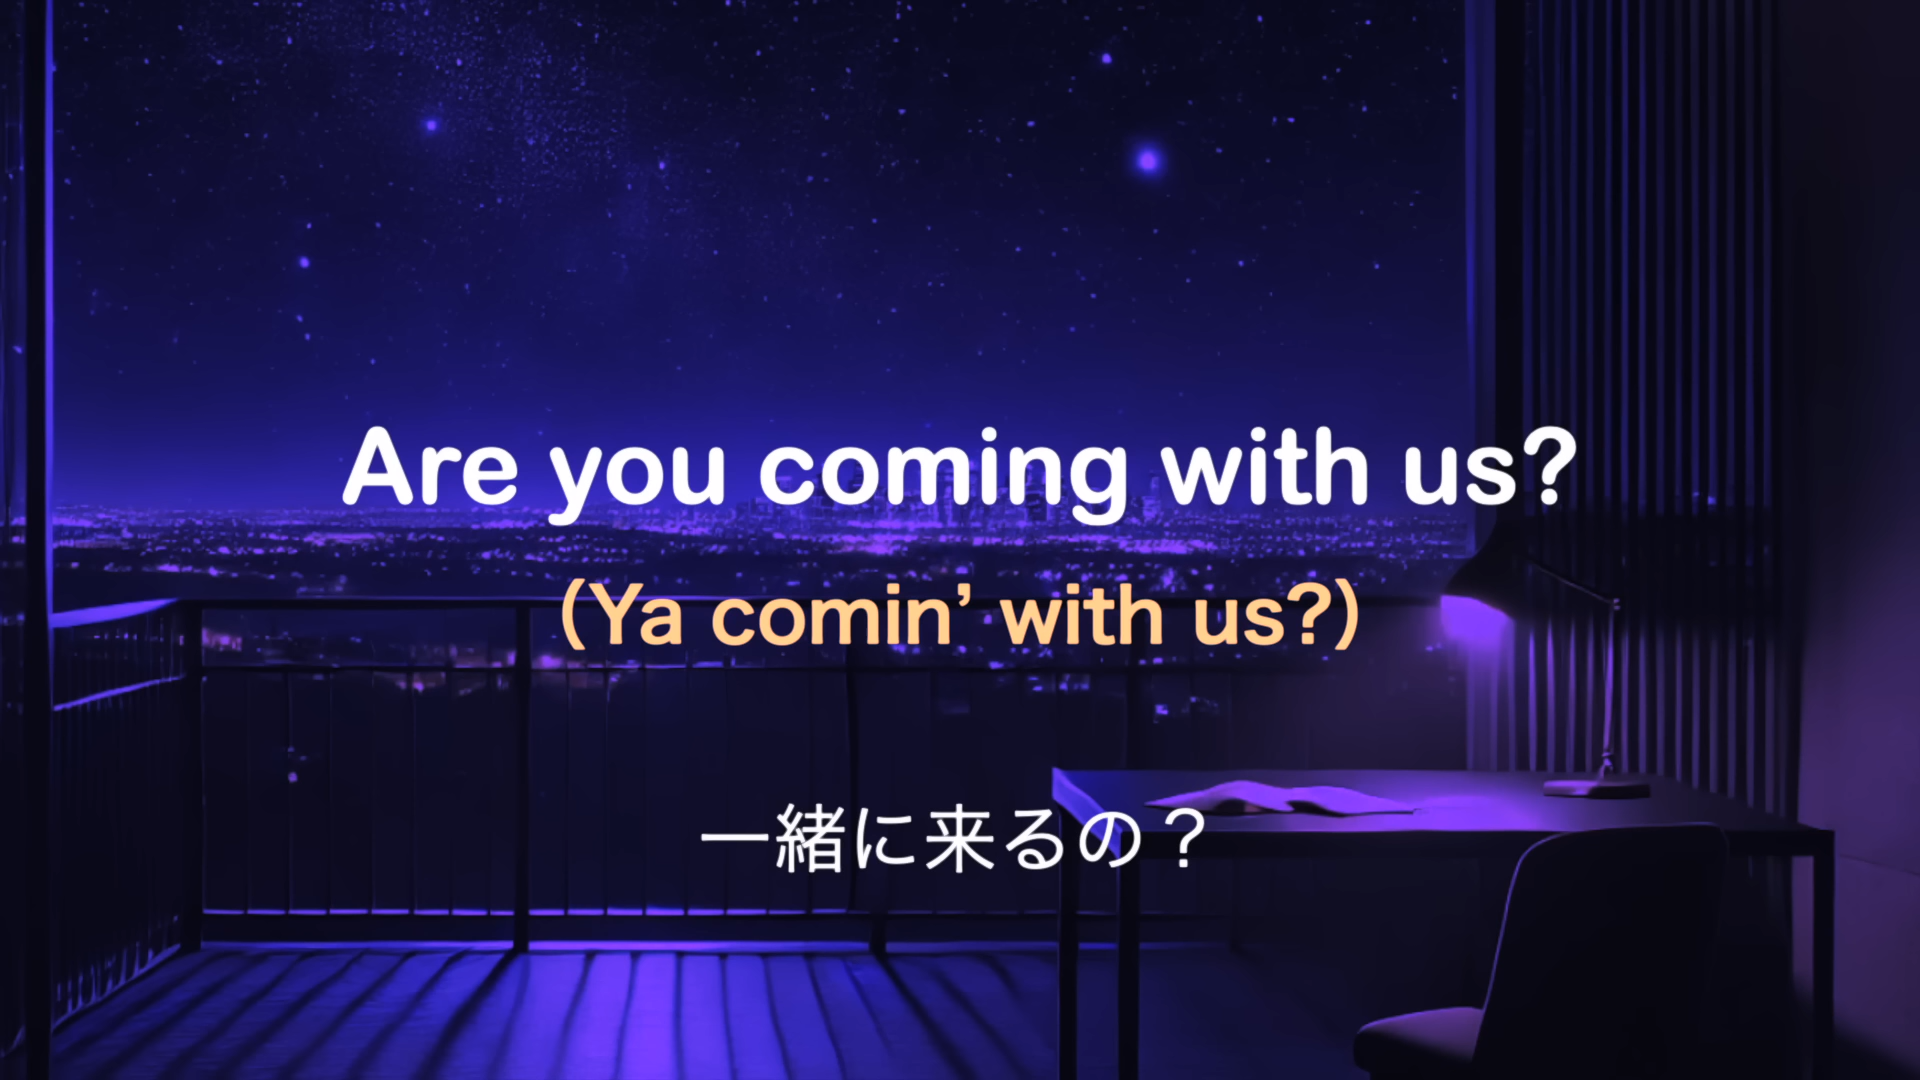 Are you coming with us?
(Ya comin’ with us?)
一緒に来るの？